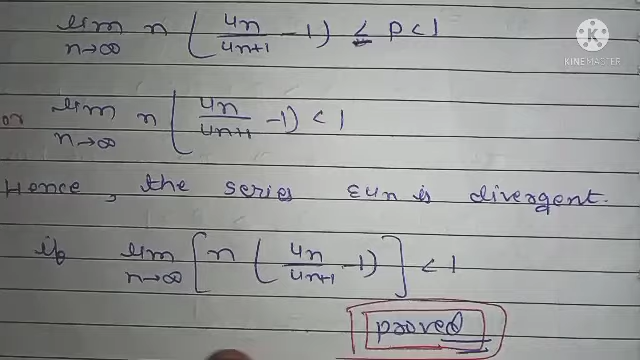 lim n→∞ n ( un/un+1 - 1 ) ≤ p < 1
or lim n→∞ n ( un/un+1 - 1 ) < 1
Hence, the series Σun is divergent.
if lim n→∞ [ n ( un/un+1 - 1 ) ] < 1
proved
K
KINEMASTER